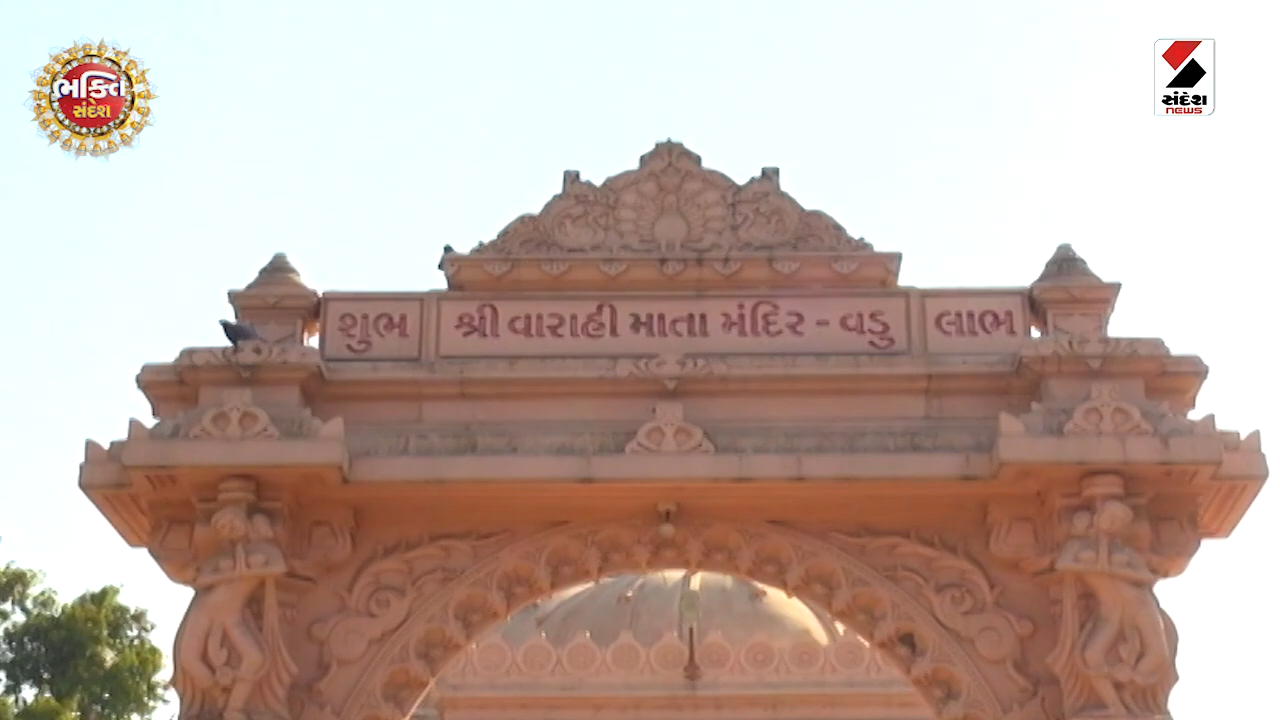 ભક્તિ
સંદેશ
સંદેશ
NEWS
શુભ
શ્રી વારાહી માતા મંદિર - વડુ
લાભ